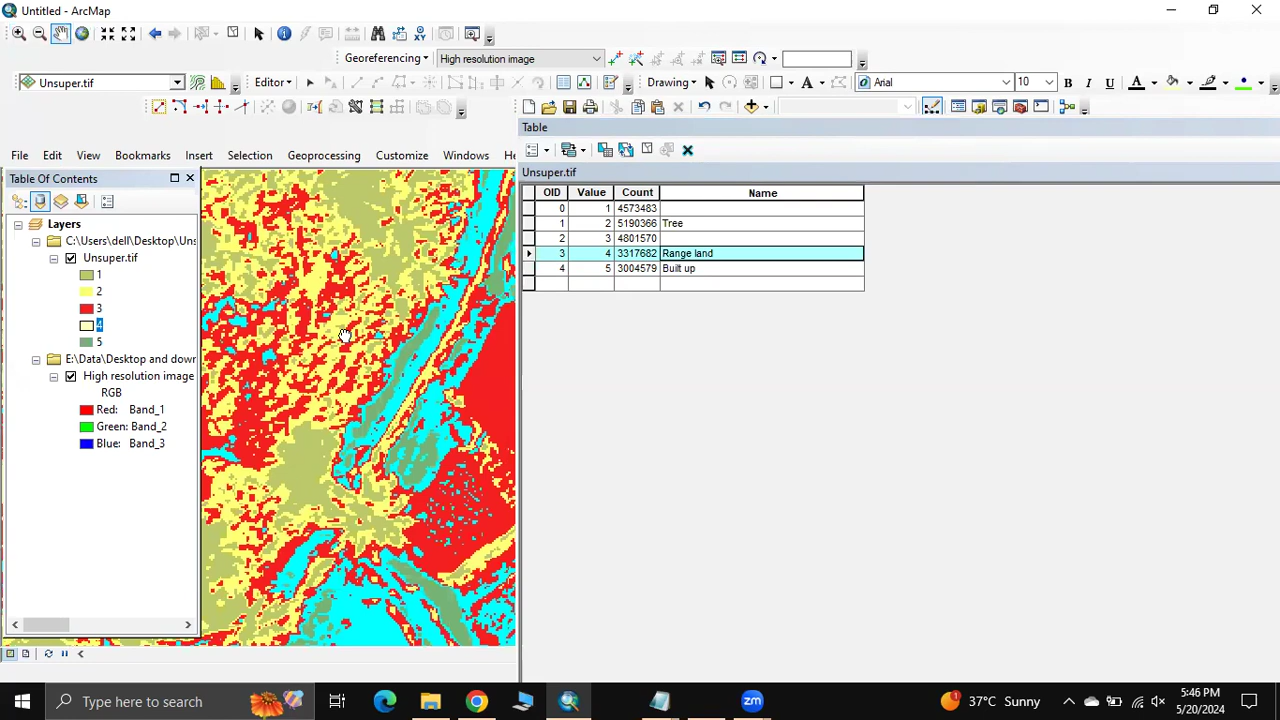 Untitled - ArcMap
Georeferencing High resolution image
Unsuper.tif Editor Drawing Arial 10 B I U A
File Edit View Bookmarks Insert Selection Geoprocessing Customize Windows He
Table
Table Of Contents
Unsuper.tif
OID Value Count Name
0 1 4573483
1 2 5190366 Tree
2 3 4801570
3 4 3317682 Range land
4 5 3004579 Built up
Layers
C:\Users\dell\Desktop\Uns
Unsuper.tif
1
2
3
4
5
E:\Data\Desktop and down
High resolution image
RGB
Red: Band_1
Green: Band_2
Blue: Band_3
Type here to search
37°C Sunny
5:46 PM
5/20/2024